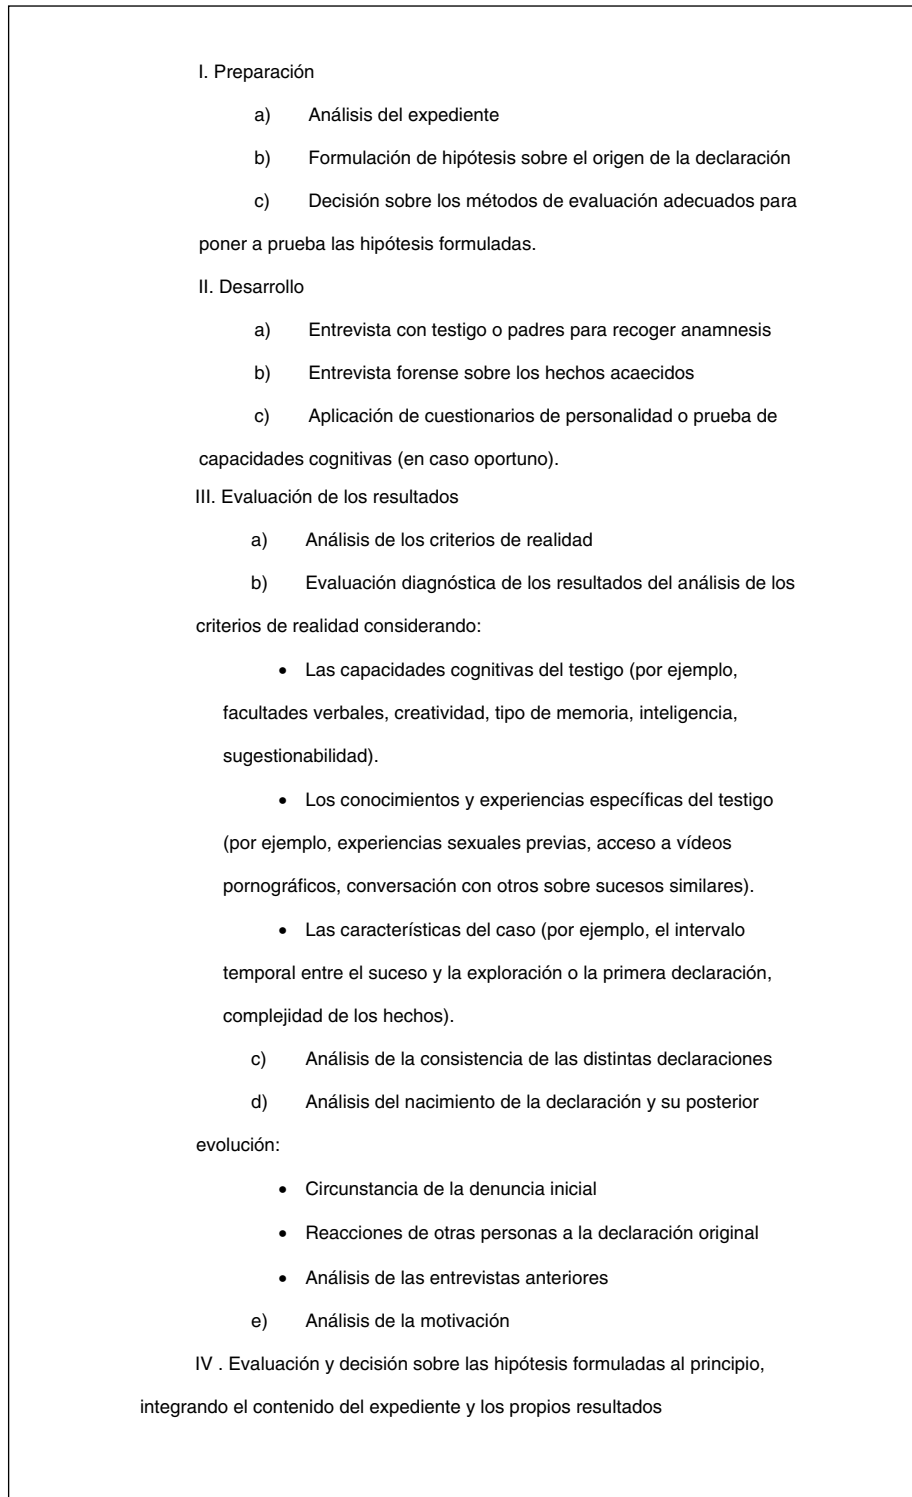 I. Preparación
a) Análisis del expediente
b) Formulación de hipótesis sobre el origen de la declaración
c) Decisión sobre los métodos de evaluación adecuados para
poner a prueba las hipótesis formuladas.
II. Desarrollo
a) Entrevista con testigo o padres para recoger anamnesis
b) Entrevista forense sobre los hechos acaecidos
c) Aplicación de cuestionarios de personalidad o prueba de
capacidades cognitivas (en caso oportuno).
III. Evaluación de los resultados
a) Análisis de los criterios de realidad
b) Evaluación diagnóstica de los resultados del análisis de los
criterios de realidad considerando:
• Las capacidades cognitivas del testigo (por ejemplo,
facultades verbales, creatividad, tipo de memoria, inteligencia,
sugestionabilidad).
• Los conocimientos y experiencias específicas del testigo
(por ejemplo, experiencias sexuales previas, acceso a vídeos
pornográficos, conversación con otros sobre sucesos similares).
• Las características del caso (por ejemplo, el intervalo
temporal entre el suceso y la exploración o la primera declaración,
complejidad de los hechos).
c) Análisis de la consistencia de las distintas declaraciones
d) Análisis del nacimiento de la declaración y su posterior
evolución:
• Circunstancia de la denuncia inicial
• Reacciones de otras personas a la declaración original
• Análisis de las entrevistas anteriores
e) Análisis de la motivación
IV . Evaluación y decisión sobre las hipótesis formuladas al principio,
integrando el contenido del expediente y los propios resultados